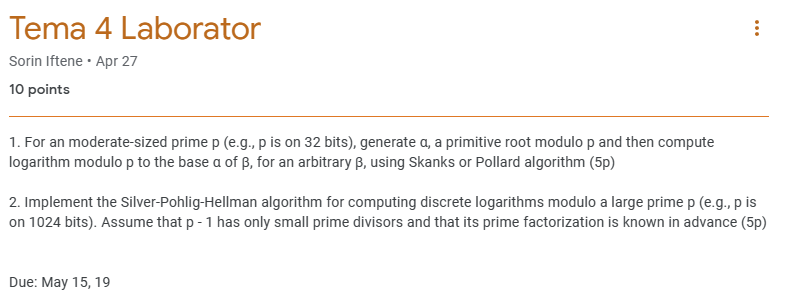 Tema 4 Laborator
Sorin Iftene • Apr 27
10 points
1. For an moderate-sized prime p (e.g., p is on 32 bits), generate α, a primitive root modulo p and then compute
logarithm modulo p to the base α of β, for an arbitrary β, using Skanks or Pollard algorithm (5p)
2. Implement the Silver-Pohlig-Hellman algorithm for computing discrete logarithms modulo a large prime p (e.g., p is
on 1024 bits). Assume that p - 1 has only small prime divisors and that its prime factorization is known in advance (5p)
Due: May 15, 19